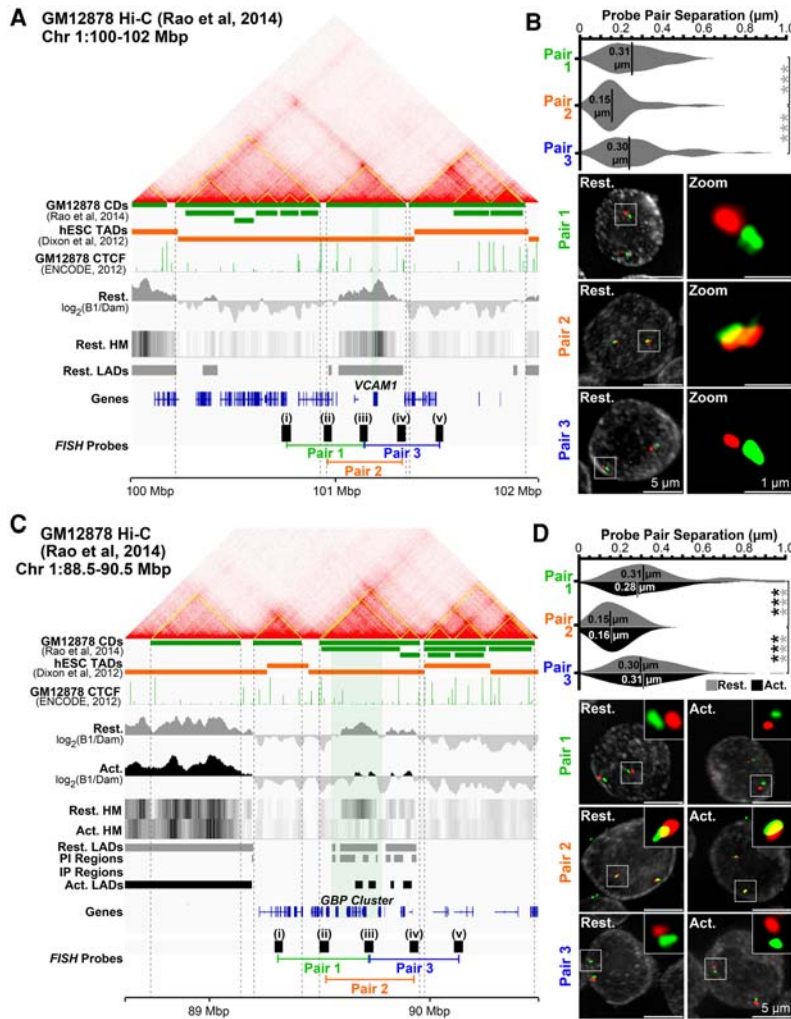 A
GM12878 Hi-C (Rao et al, 2014)
Chr 1:100-102 Mbp
GM12878 CDs
(Rao et al, 2014)
hESC TADs
(Dixon et al, 2012)
GM12878 CTCF
(ENCODE, 2012)
Rest.
log2(B1/Dam)
Rest. HM
Rest. LADs
VCAM1
Genes
(i) (ii) (iii) (iv) (v)
FISH Probes
Pair 1 Pair 3
Pair 2
100 Mbp 101 Mbp 102 Mbp
B
Probe Pair Separation (µm)
0 0.2 0.4 0.6 0.8 1.0
Pair 1
0.31 µm
Pair 2
0.15 µm
Pair 3
0.30 µm
***
***
Pair 1
Rest. Zoom
Pair 2
Rest. Zoom
Pair 3
Rest. Zoom
5 µm 1 µm
C
GM12878 Hi-C
(Rao et al, 2014)
Chr 1:88.5-90.5 Mbp
GM12878 CDs
(Rao et al, 2014)
hESC TADs
(Dixon et al, 2012)
GM12878 CTCF
(ENCODE, 2012)
Rest.
log2(B1/Dam)
Act.
log2(B1/Dam)
Rest. HM
Act. HM
Rest. LADs
PI Regions
IP Regions
Act. LADs
GBP Cluster
Genes
(i) (ii) (iii) (iv) (v)
FISH Probes
Pair 1 Pair 3
Pair 2
89 Mbp 90 Mbp
D
Probe Pair Separation (µm)
0 0.2 0.4 0.6 0.8 1.0
Pair 1
0.31 µm
0.28 µm
Pair 2
0.15 µm
0.16 µm
Pair 3
0.30 µm
0.31 µm
***
***
***
***
Rest. Act.
Pair 1
Rest. Act.
Pair 2
Rest. Act.
Pair 3
Rest. Act.
5 µm